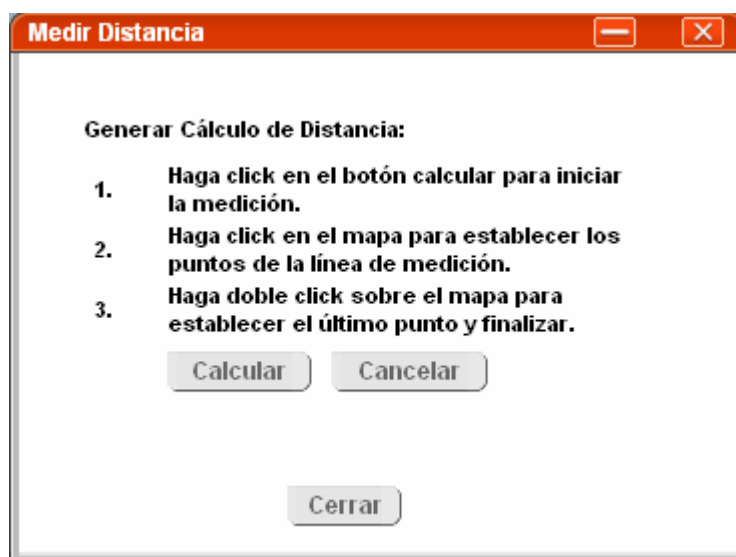 Medir Distancia
Generar Cálculo de Distancia:
1. Haga click en el botón calcular para iniciar
la medición.
2. Haga click en el mapa para establecer los
puntos de la línea de medición.
3. Haga doble click sobre el mapa para
establecer el último punto y finalizar.
Calcular Cancelar
Cerrar